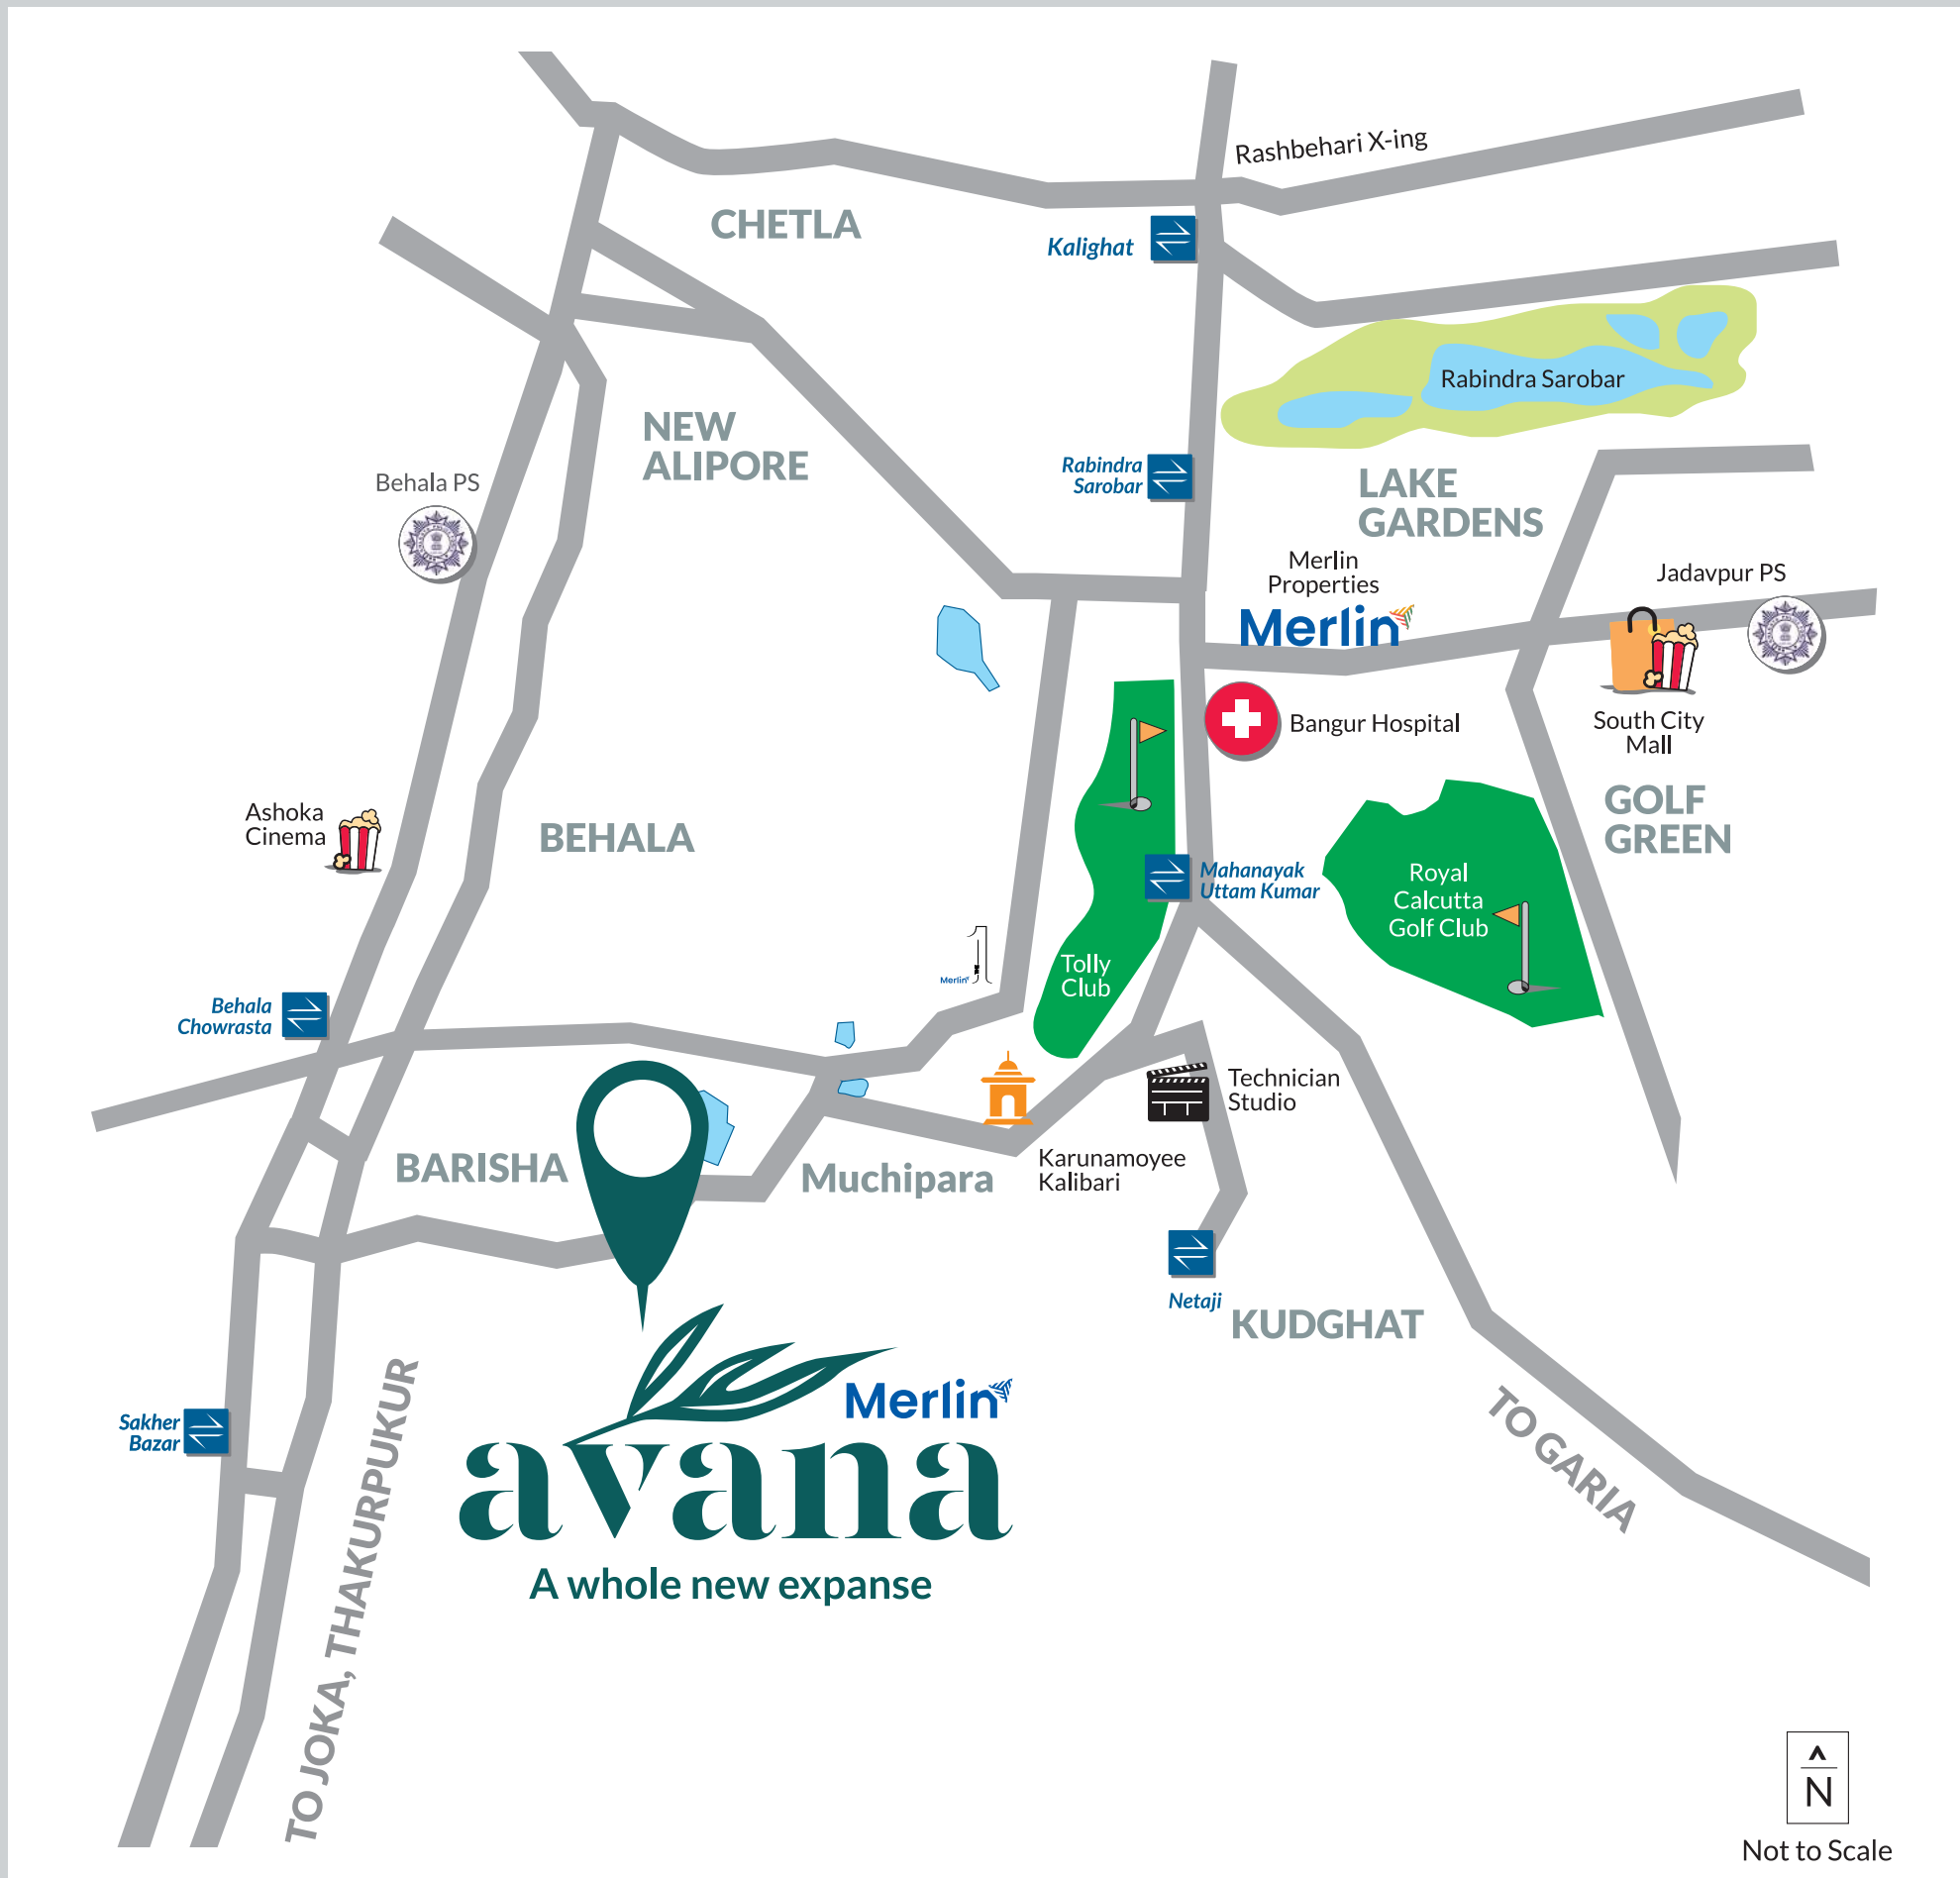 Rashbehari X-ing
CHETLA
Kalighat
Rabindra Sarobar
NEW
ALIPORE
Behala PS
Rabindra
Sarobar
LAKE
GARDENS
Merlin
Properties
Merlin
Jadavpur PS
Bangur Hospital
South City
Mall
GOLF
GREEN
Ashoka
Cinema
BEHALA
Mahanayak
Uttam Kumar
Royal
Calcutta
Golf Club
Tolly
Club
Merlin
1
Behala
Chowrasta
Technician
Studio
BARISHA
Muchipara
Karunamoyee
Kalibari
Netaji
KUDGHAT
Sakher
Bazar
TO JOKA, THAKURPUKUR
Merlin
avana
A whole new expanse
TO GARIA
N
Not to Scale